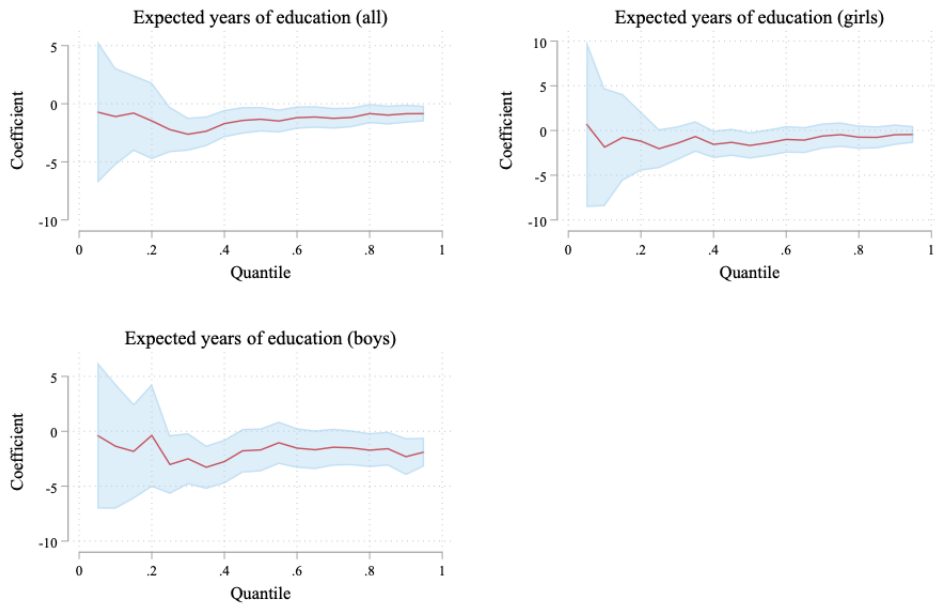 Expected years of education (all)
5
0
-5
-10
Coefficient
0 .2 .4 .6 .8 1
Quantile
Expected years of education (girls)
10
5
0
-5
-10
Coefficient
0 .2 .4 .6 .8 1
Quantile
Expected years of education (boys)
5
0
-5
-10
Coefficient
0 .2 .4 .6 .8 1
Quantile